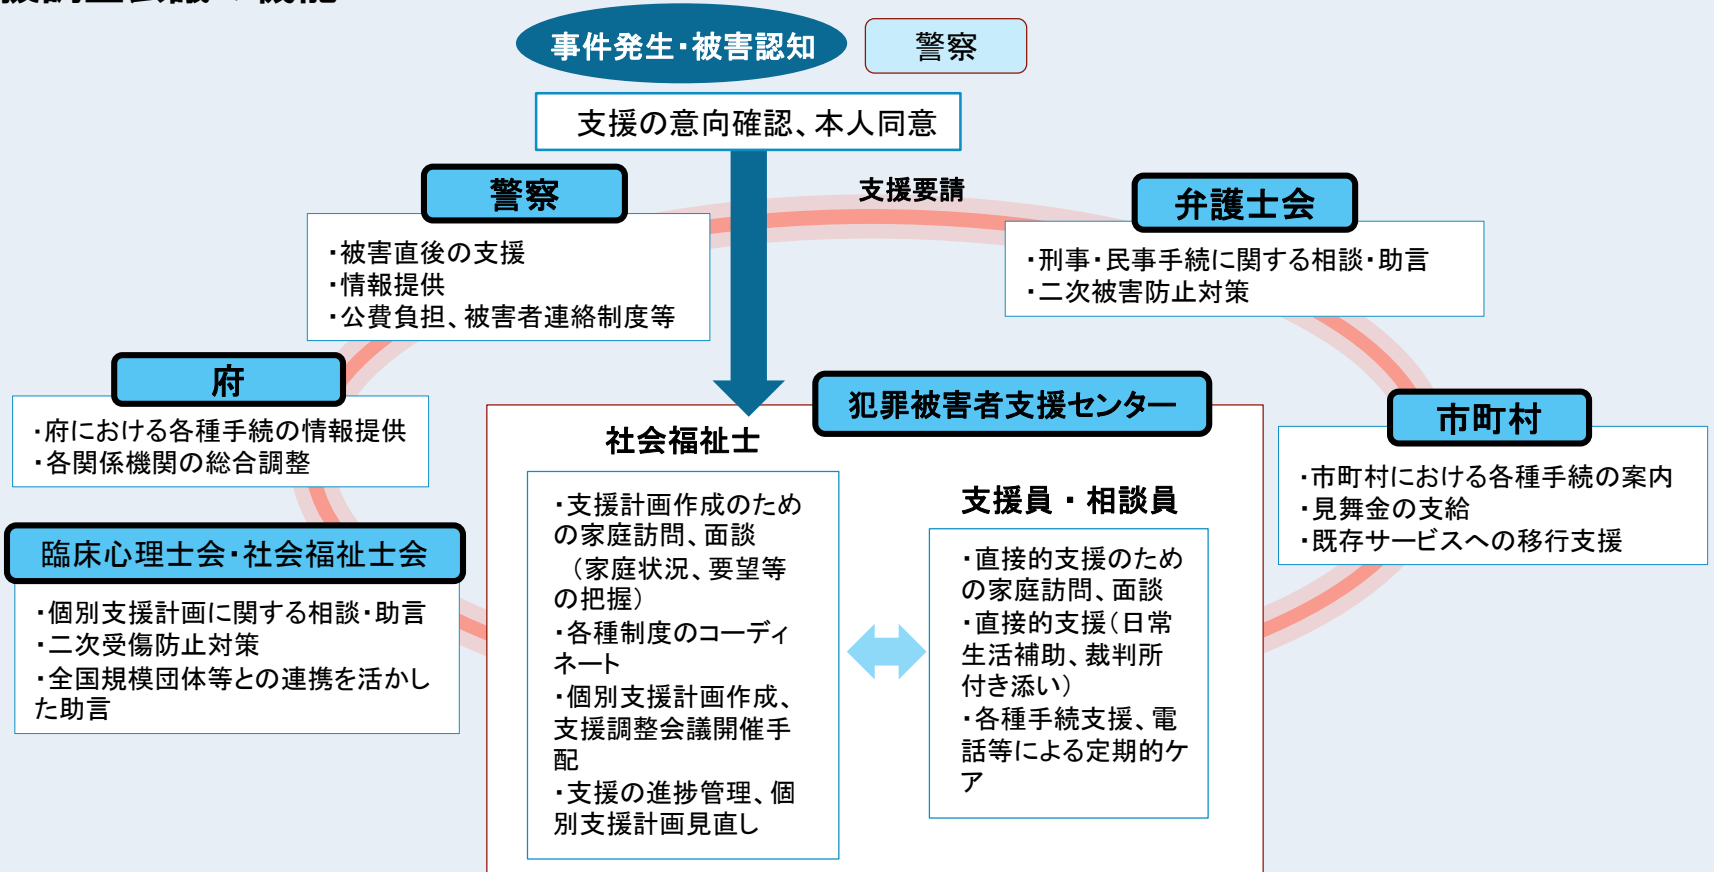 事件発生・被害認知
警察
支援の意向確認、本人同意
支援要請
警察
・被害直後の支援
・情報提供
・公費負担、被害者連絡制度等
弁護士会
・刑事・民事手続に関する相談・助言
・二次被害防止対策
府
・府における各種手続の情報提供
・各関係機関の総合調整
市町村
・市町村における各種手続の案内
・見舞金の支給
・既存サービスへの移行支援
臨床心理士会・社会福祉士会
・個別支援計画に関する相談・助言
・二次受傷防止対策
・全国規模団体等との連携を活かし
た助言
犯罪被害者支援センター
社会福祉士
・支援計画作成のため
の家庭訪問、面談
（家庭状況、要望等
の把握）
・各種制度のコーディ
ネート
・個別支援計画作成、
支援調整会議開催手
配
・支援の進捗管理、個
別支援計画見直し
支援員・相談員
・直接的支援のため
の家庭訪問、面談
・直接的支援（日常
生活補助、裁判所
付き添い）
・各種手続支援、電
話等による定期的ケ
ア